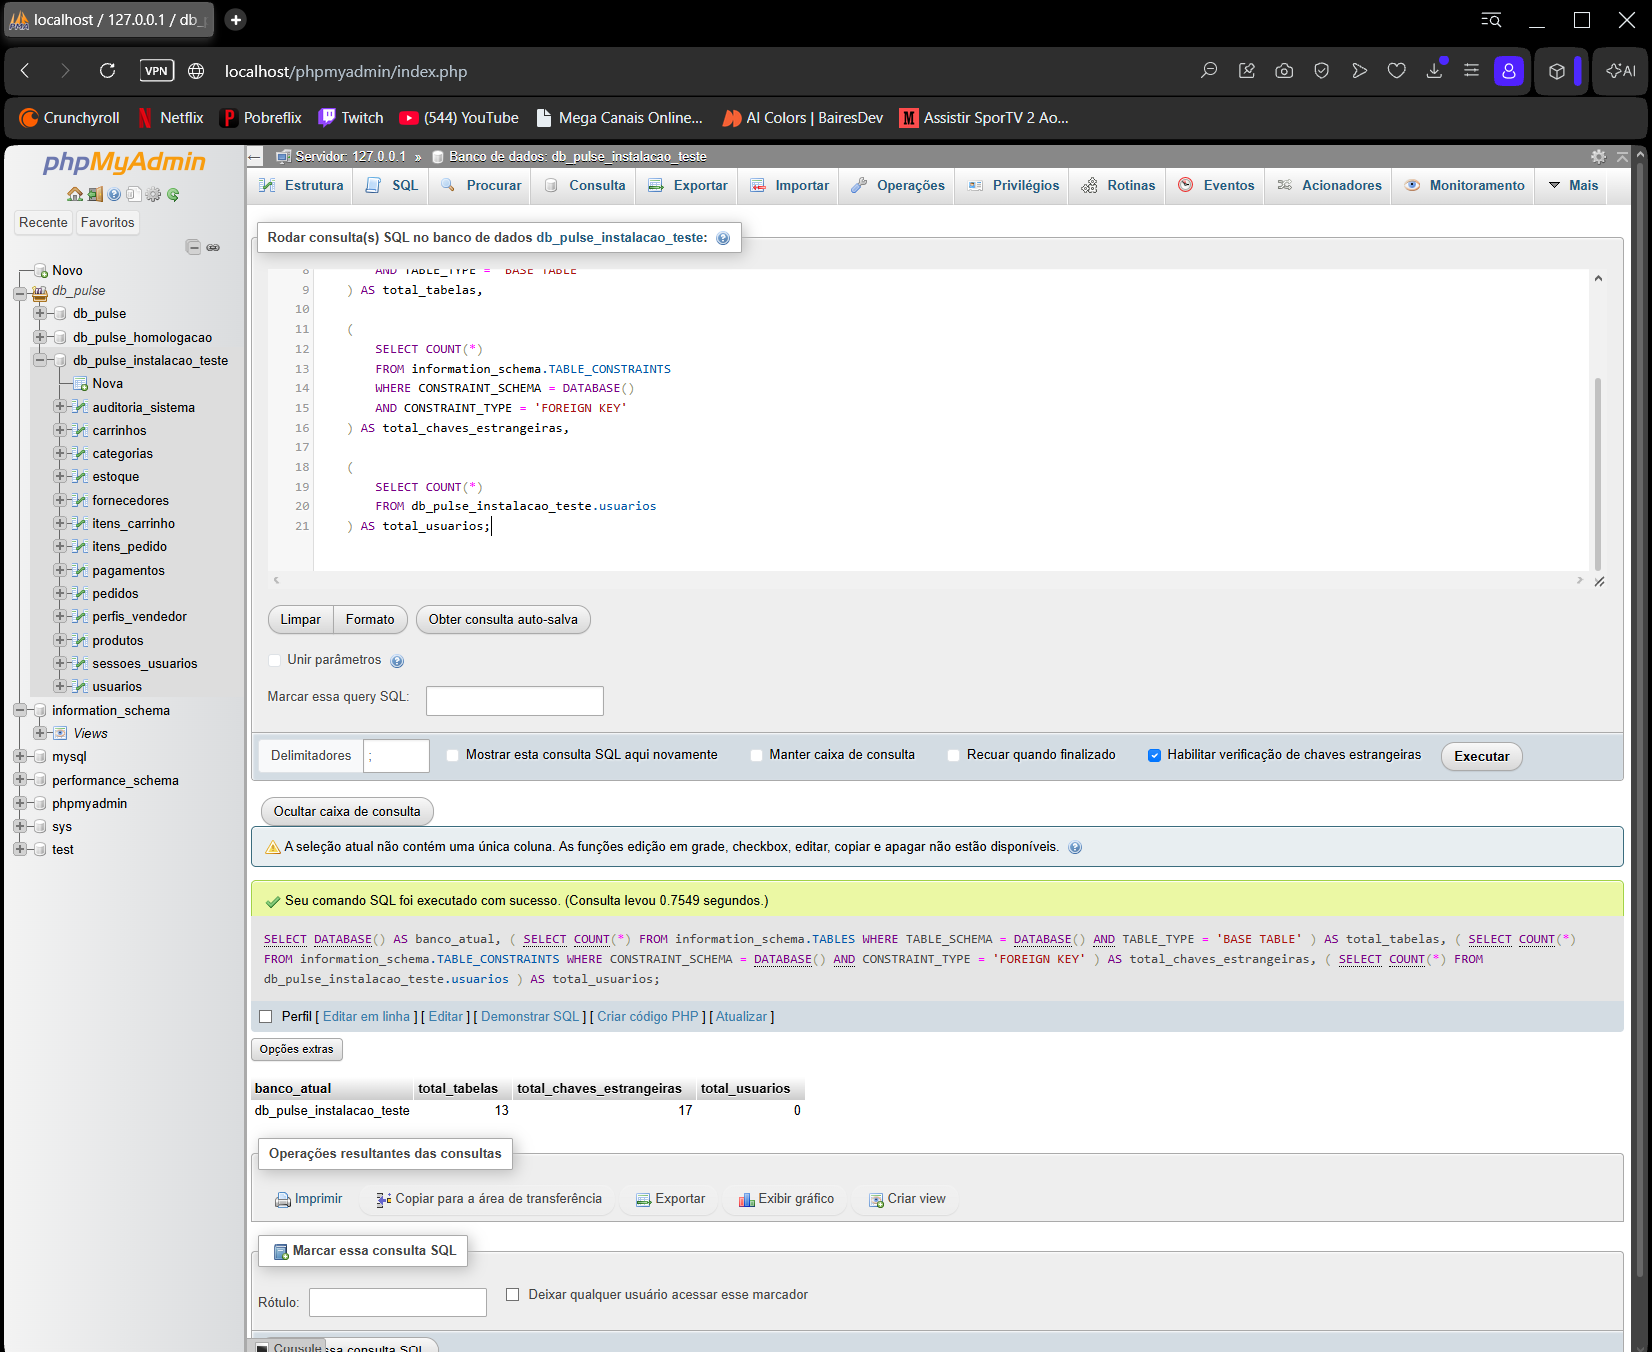 localhost / 127.0.0.1 / db_
VPN
localhost/phpmyadmin/index.php
AI
Crunchyroll
Netflix
Pobreflix
Twitch
(544) YouTube
Mega Canais Online...
AI Colors | BairesDev
Assistir SporTV 2 Ao...
phpMyAdmin
Recente
Favoritos
Novo
db_pulse
db_pulse
db_pulse_homologacao
db_pulse_instalacao_teste
Nova
auditoria_sistema
carrinhos
categorias
estoque
fornecedores
itens_carrinho
itens_pedido
pagamentos
pedidos
perfis_vendedor
produtos
sessoes_usuarios
usuarios
information_schema
Views
mysql
performance_schema
phpmyadmin
sys
test
Servidor: 127.0.0.1 » Banco de dados: db_pulse_instalacao_teste
Estrutura
SQL
Procurar
Consulta
Exportar
Importar
Operações
Privilégios
Rotinas
Eventos
Acionadores
Monitoramento
Mais
Rodar consulta(s) SQL no banco de dados db_pulse_instalacao_teste:
8 AND TABLE_TYPE = 'BASE TABLE'
9 ) AS total_tabelas,
10
11 (
12 SELECT COUNT(*)
13 FROM information_schema.TABLE_CONSTRAINTS
14 WHERE CONSTRAINT_SCHEMA = DATABASE()
15 AND CONSTRAINT_TYPE = 'FOREIGN KEY'
16 ) AS total_chaves_estrangeiras,
17
18 (
19 SELECT COUNT(*)
20 FROM db_pulse_instalacao_teste.usuarios
21 ) AS total_usuarios;
Limpar
Formato
Obter consulta auto-salva
Unir parâmetros
Marcar essa query SQL:
Delimitadores
;
Mostrar esta consulta SQL aqui novamente
Manter caixa de consulta
Recuar quando finalizado
Habilitar verificação de chaves estrangeiras
Executar
Ocultar caixa de consulta
A seleção atual não contém uma única coluna. As funções edição em grade, checkbox, editar, copiar e apagar não estão disponíveis.
Seu comando SQL foi executado com sucesso. (Consulta levou 0.7549 segundos.)
SELECT DATABASE() AS banco_atual, ( SELECT COUNT(*) FROM information_schema.TABLES WHERE TABLE_SCHEMA = DATABASE() AND TABLE_TYPE = 'BASE TABLE' ) AS total_tabelas, ( SELECT COUNT(*)
FROM information_schema.TABLE_CONSTRAINTS WHERE CONSTRAINT_SCHEMA = DATABASE() AND CONSTRAINT_TYPE = 'FOREIGN KEY' ) AS total_chaves_estrangeiras, ( SELECT COUNT(*) FROM
db_pulse_instalacao_teste.usuarios ) AS total_usuarios;
Perfil [ Editar em linha ] [ Editar ] [ Demonstrar SQL ] [ Criar código PHP ] [ Atualizar ]
Opções extras
banco_atual total_tabelas total_chaves_estrangeiras total_usuarios
db_pulse_instalacao_teste 13 17 0
Operações resultantes das consultas
Imprimir
Copiar para a área de transferência
Exportar
Exibir gráfico
Criar view
Marcar essa consulta SQL
Rótulo:
Deixar qualquer usuário acessar esse marcador
Console
ssa consulta SQL